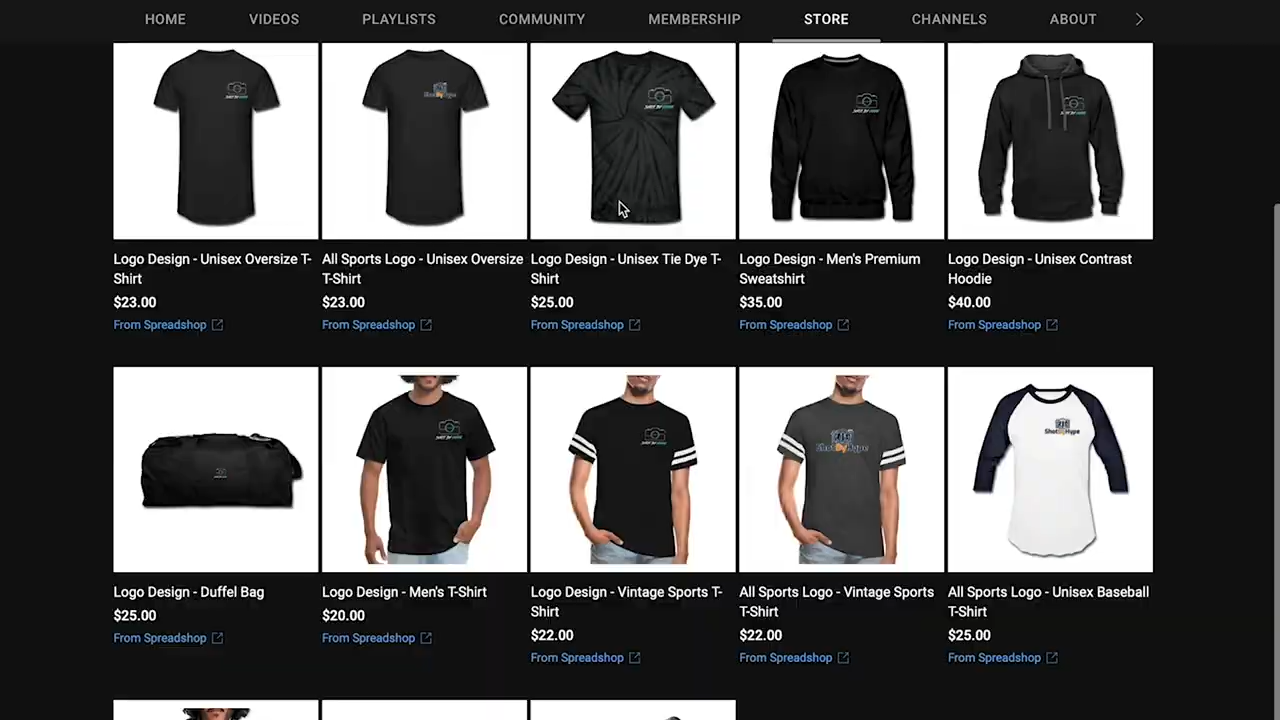 HOME VIDEOS PLAYLISTS COMMUNITY MEMBERSHIP STORE CHANNELS ABOUT
Logo Design - Unisex Oversize T-
Shirt
$23.00
From Spreadshop
All Sports Logo - Unisex Oversize
T-Shirt
$23.00
From Spreadshop
Logo Design - Unisex Tie Dye T-
Shirt
$25.00
From Spreadshop
Logo Design - Men's Premium
Sweatshirt
$35.00
From Spreadshop
Logo Design - Unisex Contrast
Hoodie
$40.00
From Spreadshop
ShotByHype
ShotByHype
Logo Design - Duffel Bag
$25.00
From Spreadshop
Logo Design - Men's T-Shirt
$20.00
From Spreadshop
Logo Design - Vintage Sports T-
Shirt
$22.00
From Spreadshop
All Sports Logo - Vintage Sports
T-Shirt
$22.00
From Spreadshop
All Sports Logo - Unisex Baseball
T-Shirt
$25.00
From Spreadshop